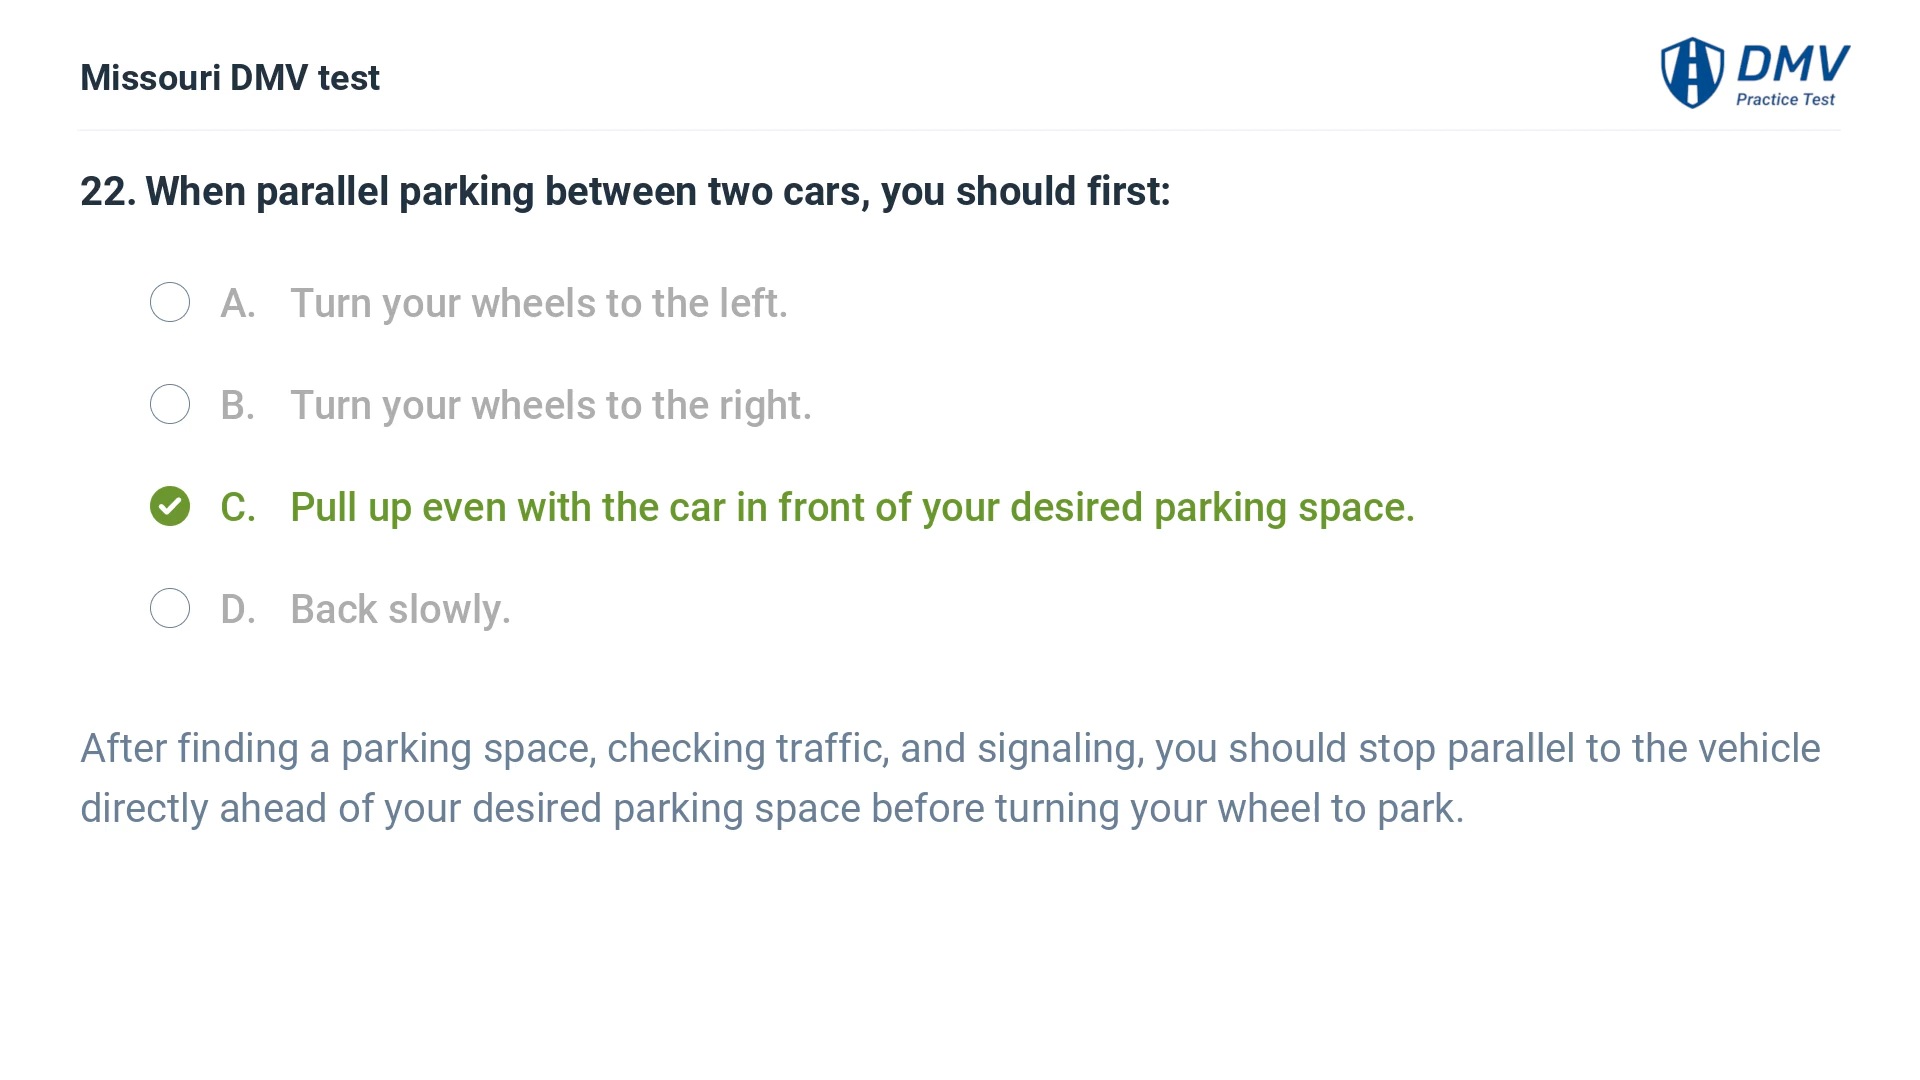 Missouri DMV test
DMV
Practice Test
22. When parallel parking between two cars, you should first:
A. Turn your wheels to the left.
B. Turn your wheels to the right.
C. Pull up even with the car in front of your desired parking space.
D. Back slowly.
After finding a parking space, checking traffic, and signaling, you should stop parallel to the vehicle
directly ahead of your desired parking space before turning your wheel to park.